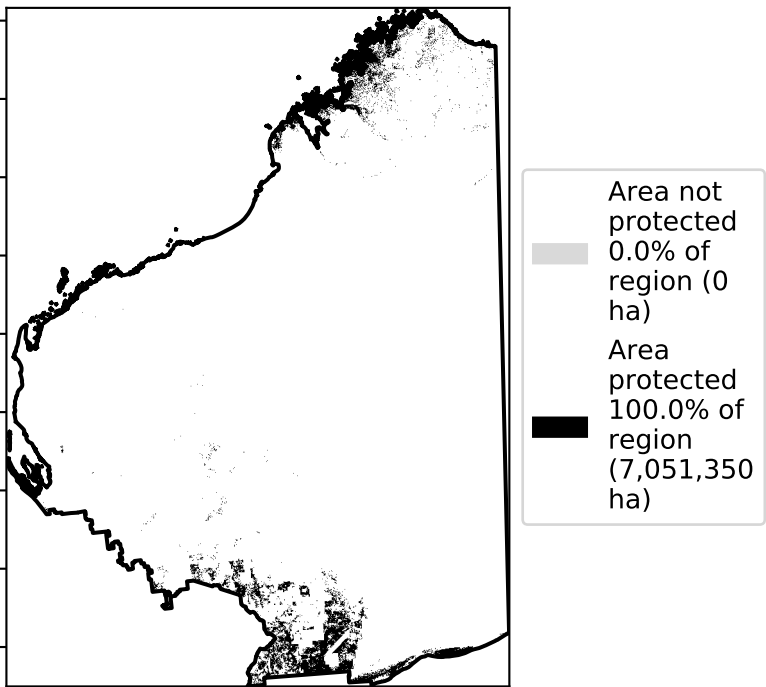 Area not
protected
0.0% of
region (0
ha)
Area
protected
100.0% of
region
(7,051,350
ha)